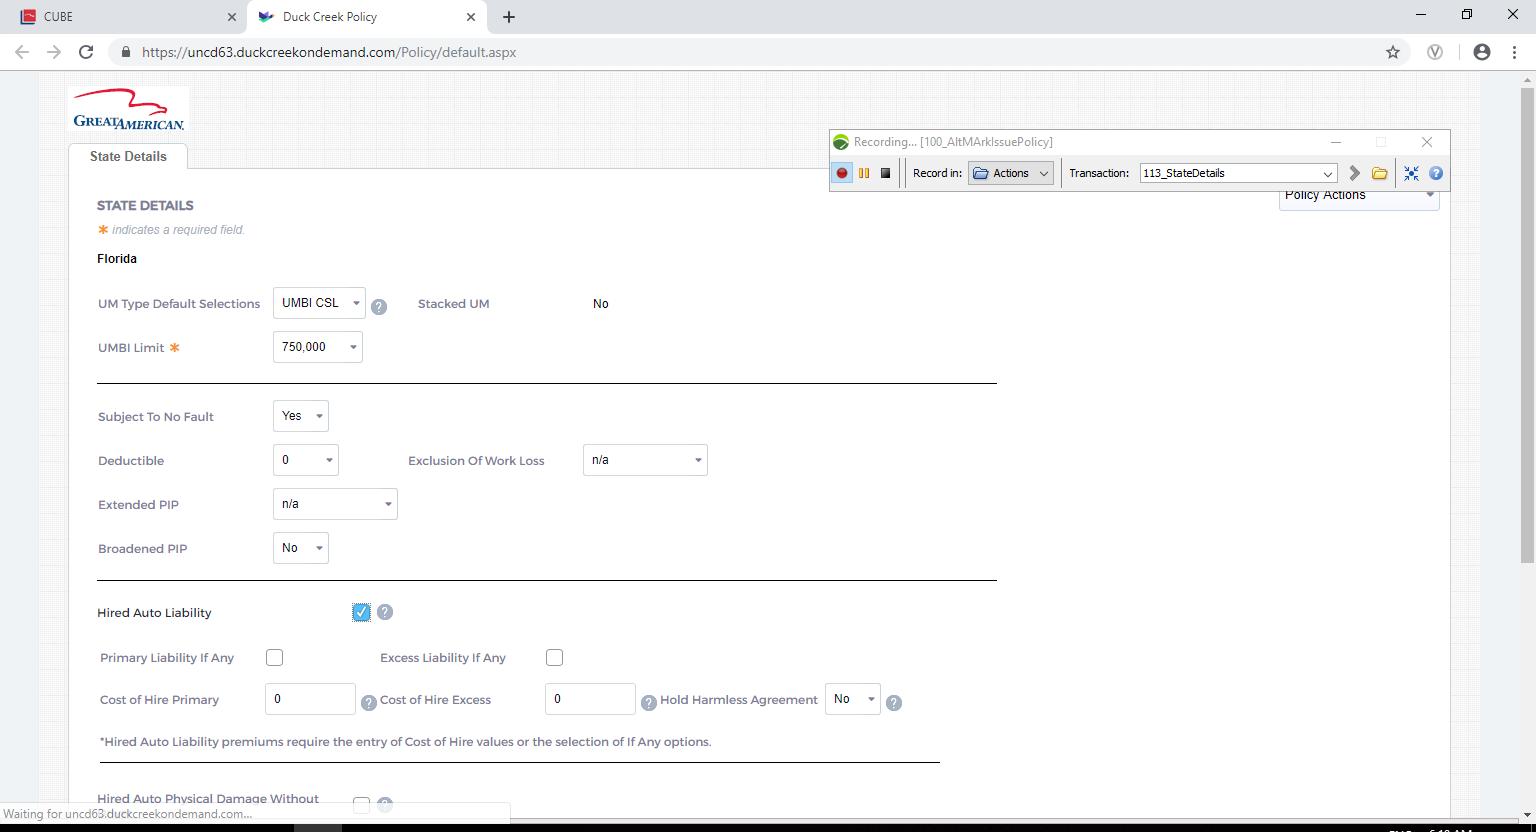 CUBE
Duck Creek Policy
https://uncd63.duckcreekondemand.com/Policy/default.aspx
GREATAMERICAN.
Recording... [100_AltMArkIssuePolicy]
State Details
Record in: Actions Transaction: 113_StateDetails
Policy Actions
STATE DETAILS
* indicates a required field.
Florida
UM Type Default Selections UMBI CSL ? Stacked UM No
UMBI Limit * 750,000
Subject To No Fault Yes
Deductible 0 Exclusion Of Work Loss n/a
Extended PIP n/a
Broadened PIP No
Hired Auto Liability ?
Primary Liability If Any Excess Liability If Any
Cost of Hire Primary 0 ? Cost of Hire Excess 0 ? Hold Harmless Agreement No ?
*Hired Auto Liability premiums require the entry of Cost of Hire values or the selection of If Any options.
Hired Auto Physical Damage Without
Waiting for uncd63.duckcreekondemand.com...